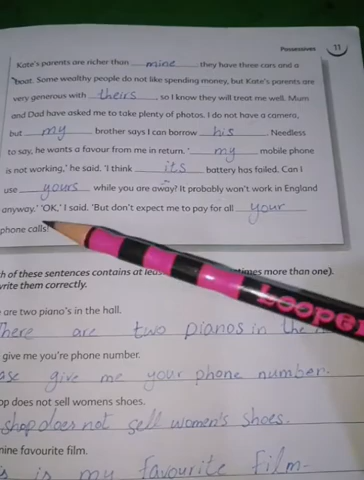 Possessives 11
Kate's parents are richer than mine, they have three cars and a
boat. Some wealthy people do not like spending money, but Kate's parents are
very generous with theirs, so I know they will treat me well. Mum
and Dad have asked me to take plenty of photos. I do not have a camera,
but my brother says I can borrow his. Needless
to say, he wants a favour from me in return. ' my mobile phone
is not working,' he said. 'I think its battery has failed. Can I
use yours while you are away? It probably won't work in England
anyway.' 'OK,' I said. 'But don't expect me to pay for all your
phone calls!'
of these sentences contains at times more than one).
write them correctly.
are two piano's in the hall.
There are two pianos in the
give me you're phone number.
give me your phone number.
does not sell womens shoes.
shop does not sell women's shoes.
mine favourite film.
is my favourite film.
Looper